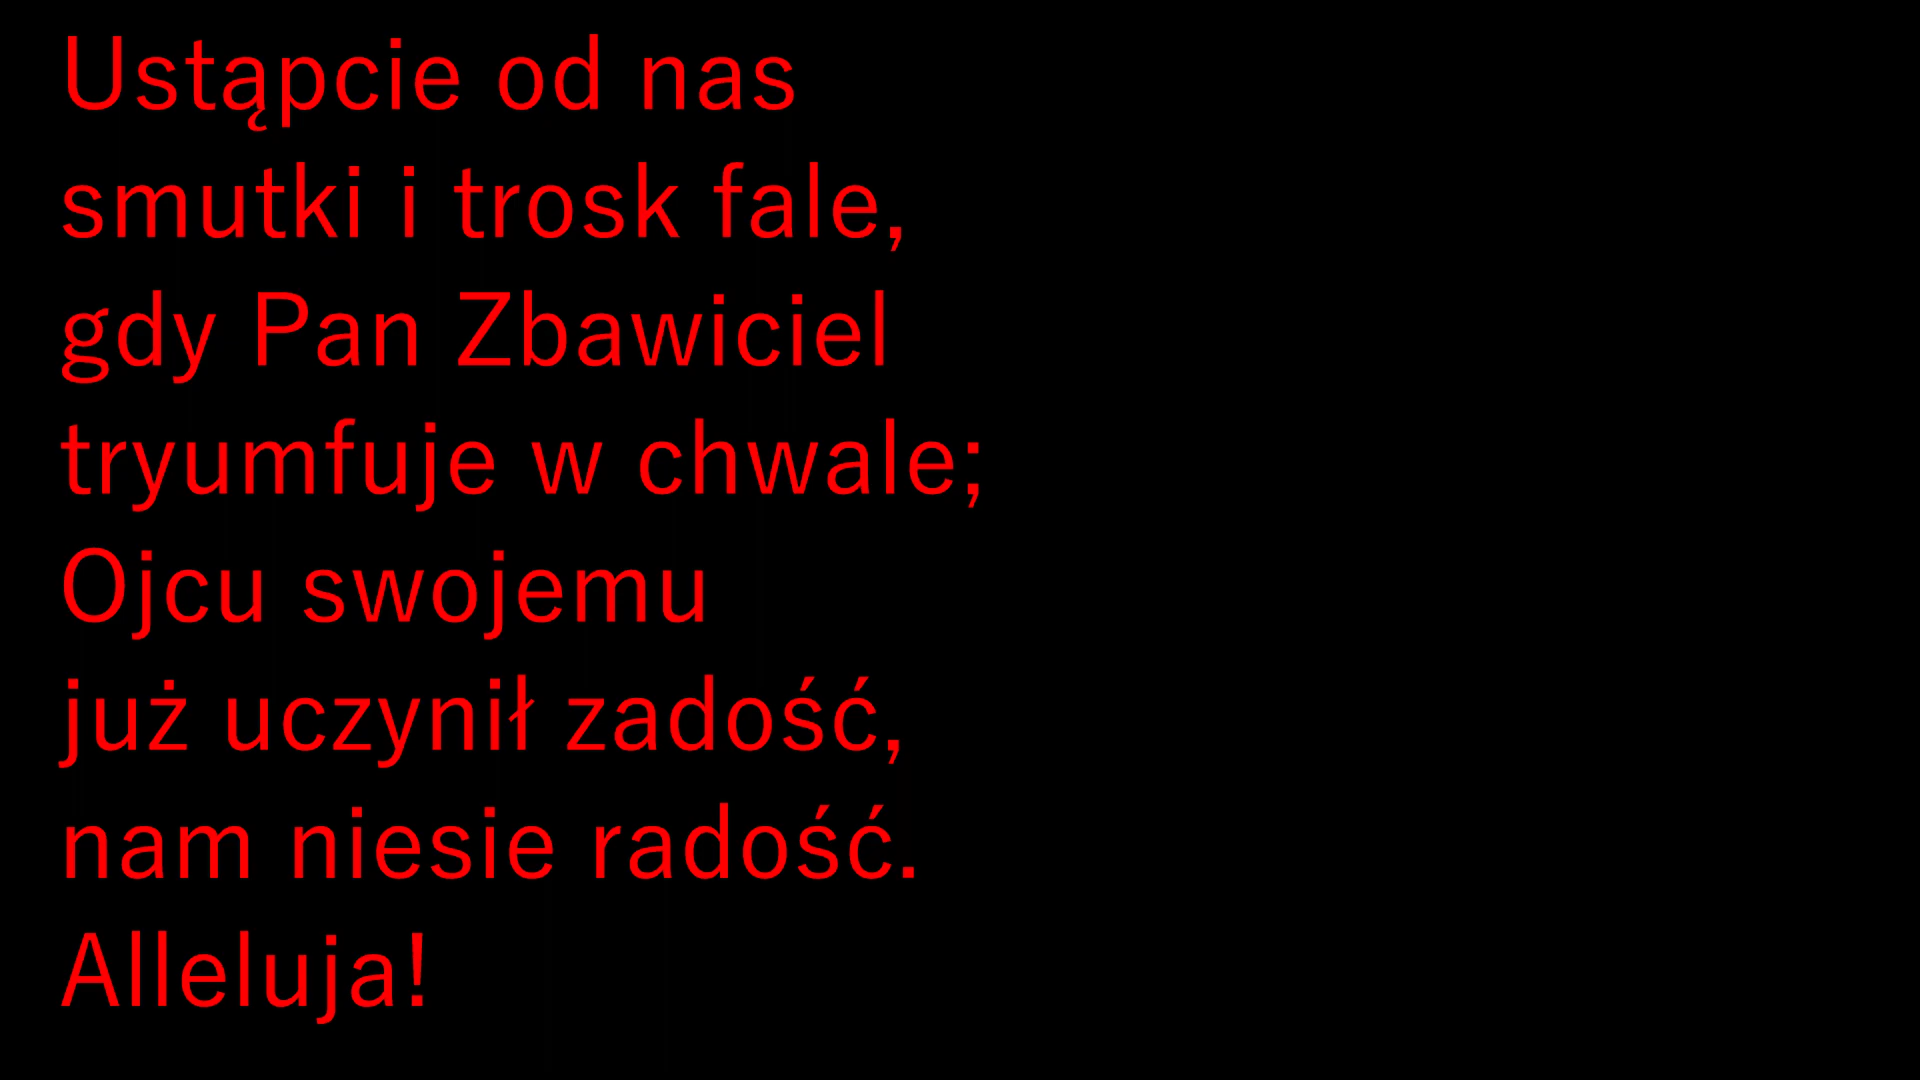 Ustąpcie od nas
smutki i trosk fale,
gdy Pan Zbawiciel
tryumfuje w chwale;
Ojcu swojemu
już uczynił zadość,
nam niesie radość.
Alleluja!